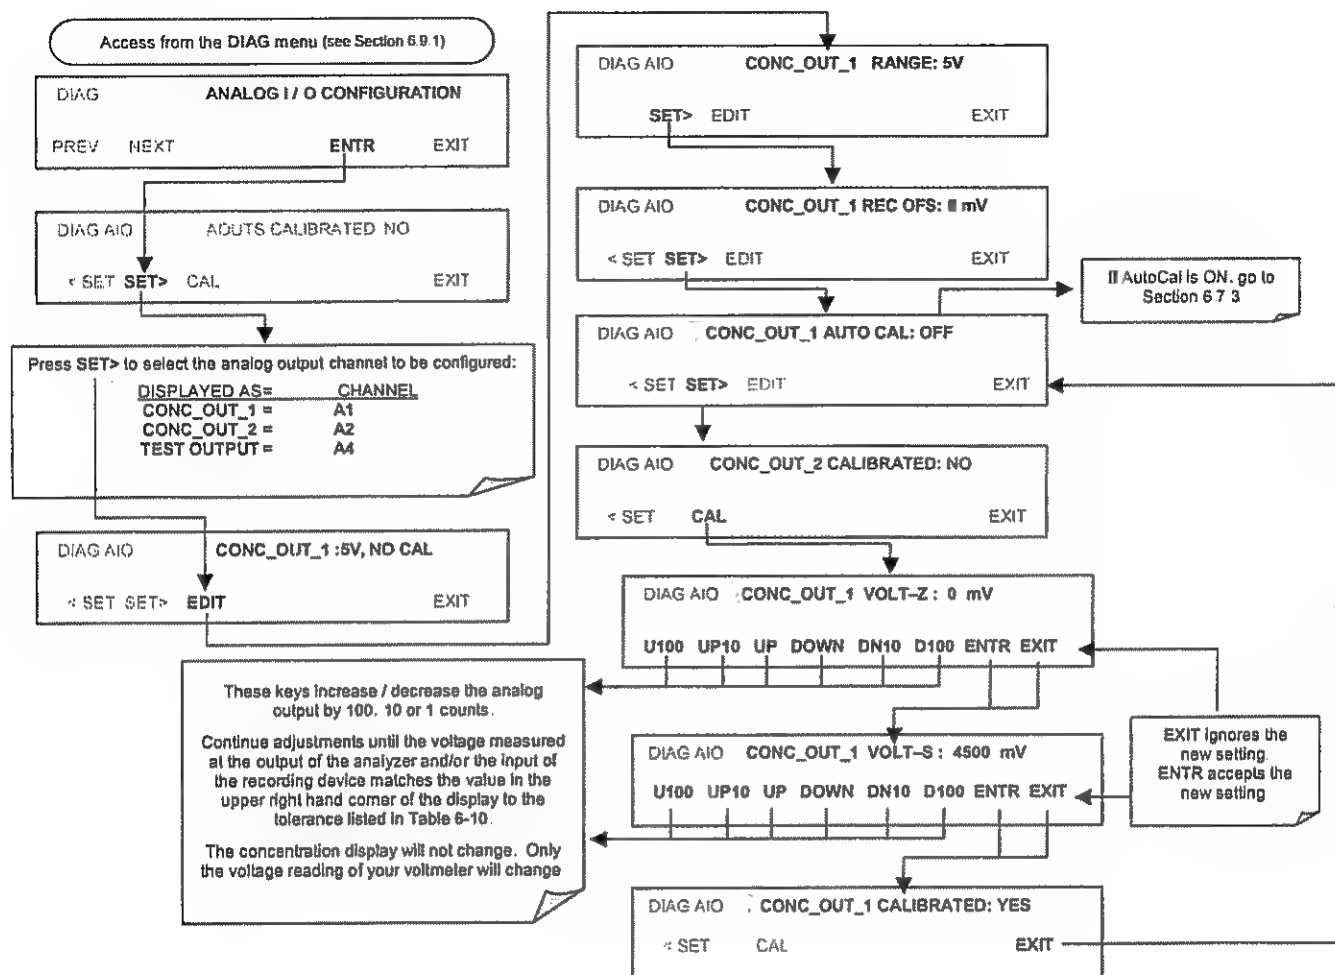 Access from the DIAG menu (see Section 6.9.1)
DIAG ANALOG I / O CONFIGURATION
PREV NEXT ENTR EXIT
DIAG AIO AOUTS CALIBRATED NO
< SET SET> CAL EXIT
Press SET> to select the analog output channel to be configured:
DISPLAYED AS= CHANNEL
CONC_OUT_1 = A1
CONC_OUT_2 = A2
TEST OUTPUT = A4
DIAG AIO CONC_OUT_1 :5V, NO CAL
< SET SET> EDIT EXIT
DIAG AIO CONC_OUT_1 RANGE: 5V
SET> EDIT EXIT
DIAG AIO CONC_OUT_1 REC OFS: mV
< SET SET> EDIT EXIT
AutoCal is ON, go to
Section 6.7.3
DIAG AIO CONC_OUT_1 AUTO CAL: OFF
< SET SET> EDIT EXIT
DIAG AIO CONC_OUT_2 CALIBRATED: NO
< SET CAL EXIT
DIAG AIO CONC_OUT_1 VOLT–Z : 0 mV
U100 UP10 UP DOWN DN10 D100 ENTR EXIT
These keys increase / decrease the analog
output by 100, 10 or 1 counts.
Continue adjustments until the voltage measured
at the output of the analyzer and/or the input of
the recording device matches the value in the
upper right hand corner of the display to the
tolerance listed in Table 6-10.
The concentration display will not change. Only
the voltage reading of your voltmeter will change
DIAG AIO CONC_OUT_1 VOLT–S : 4500 mV
U100 UP10 UP DOWN DN10 D100 ENTR EXIT
EXIT ignores the
new setting.
ENTR accepts the
new setting
DIAG AIO CONC_OUT_1 CALIBRATED: YES
< SET CAL EXIT